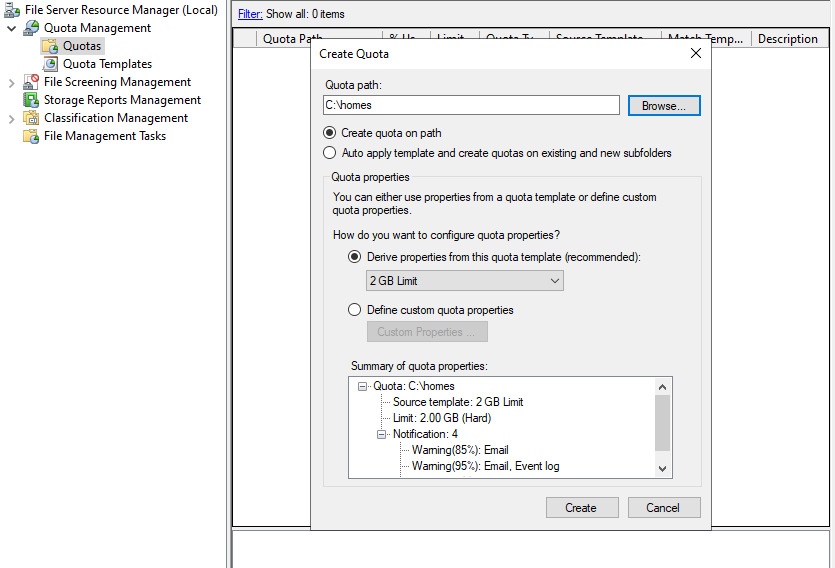 File Server Resource Manager (Local)
Quota Management
Quotas
Quota Templates
File Screening Management
Storage Reports Management
Classification Management
File Management Tasks
Filter: Show all: 0 items
Quota Path
Limit
Source Template
Match Temp...
Description
Create Quota
Quota path:
C:\homes
Browse...
Create quota on path
Auto apply template and create quotas on existing and new subfolders
Quota properties
You can either use properties from a quota template or define custom
quota properties.
How do you want to configure quota properties?
Derive properties from this quota template (recommended):
2 GB Limit
Define custom quota properties
Custom Properties ...
Summary of quota properties:
Quota: C:\homes
Source template: 2 GB Limit
Limit: 2.00 GB (Hard)
Notification: 4
Warning(85%): Email
Warning(95%): Email, Event log
Create
Cancel